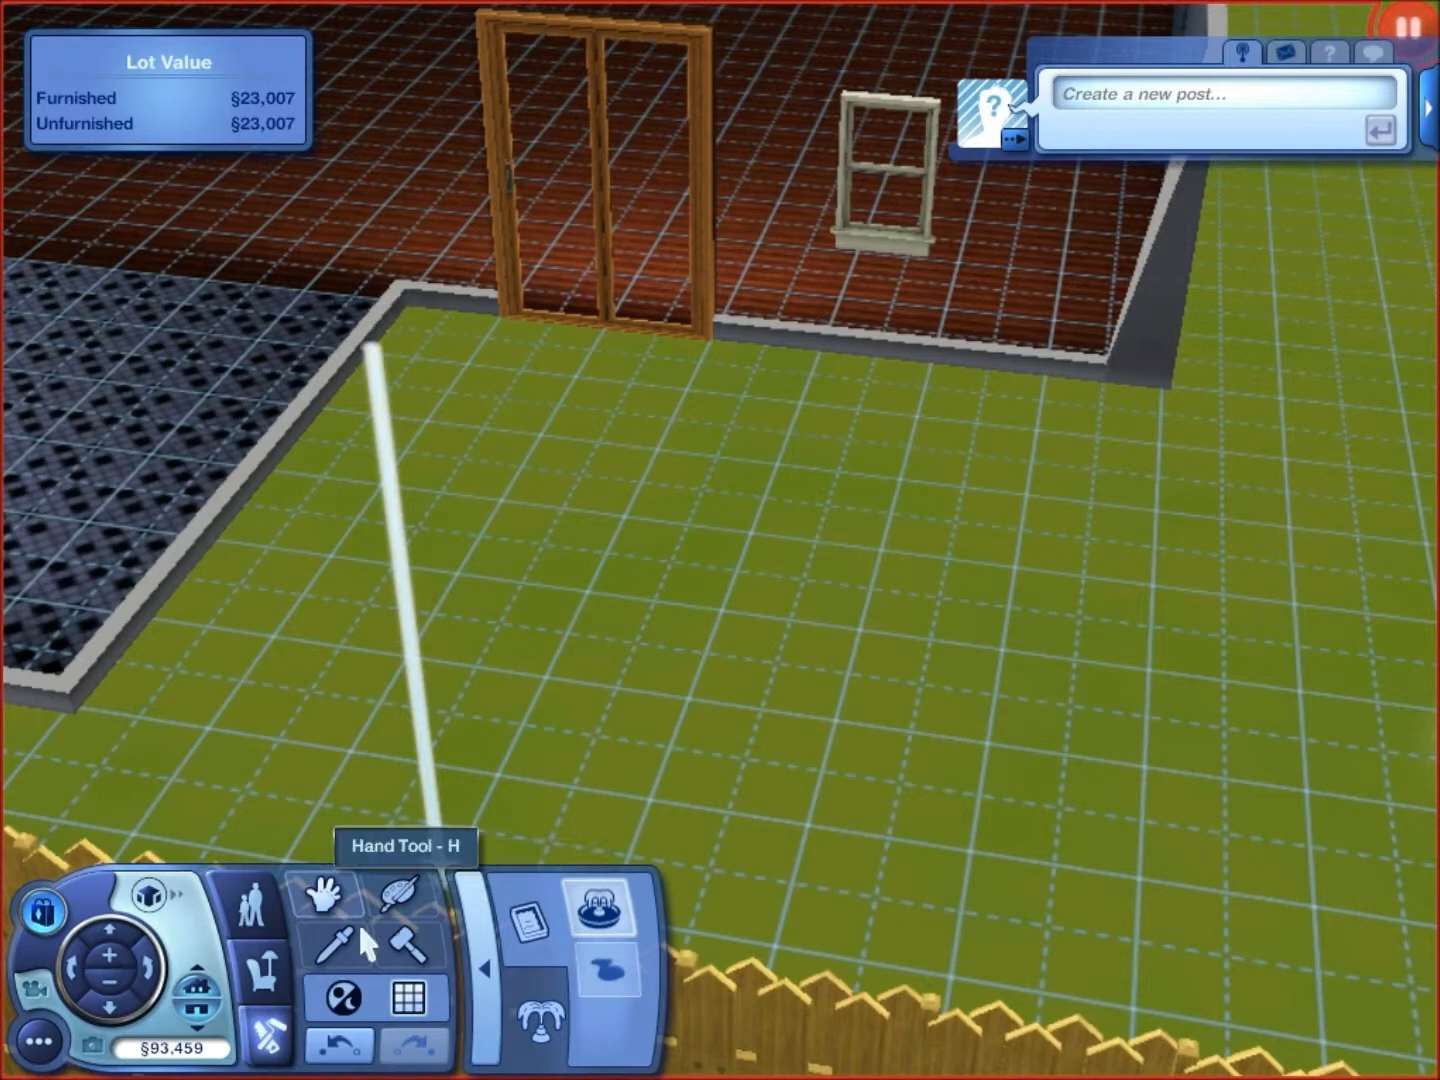 Lot Value
Furnished §23,007
Unfurnished §23,007
Create a new post...
?
?
Hand Tool - H
§93,459